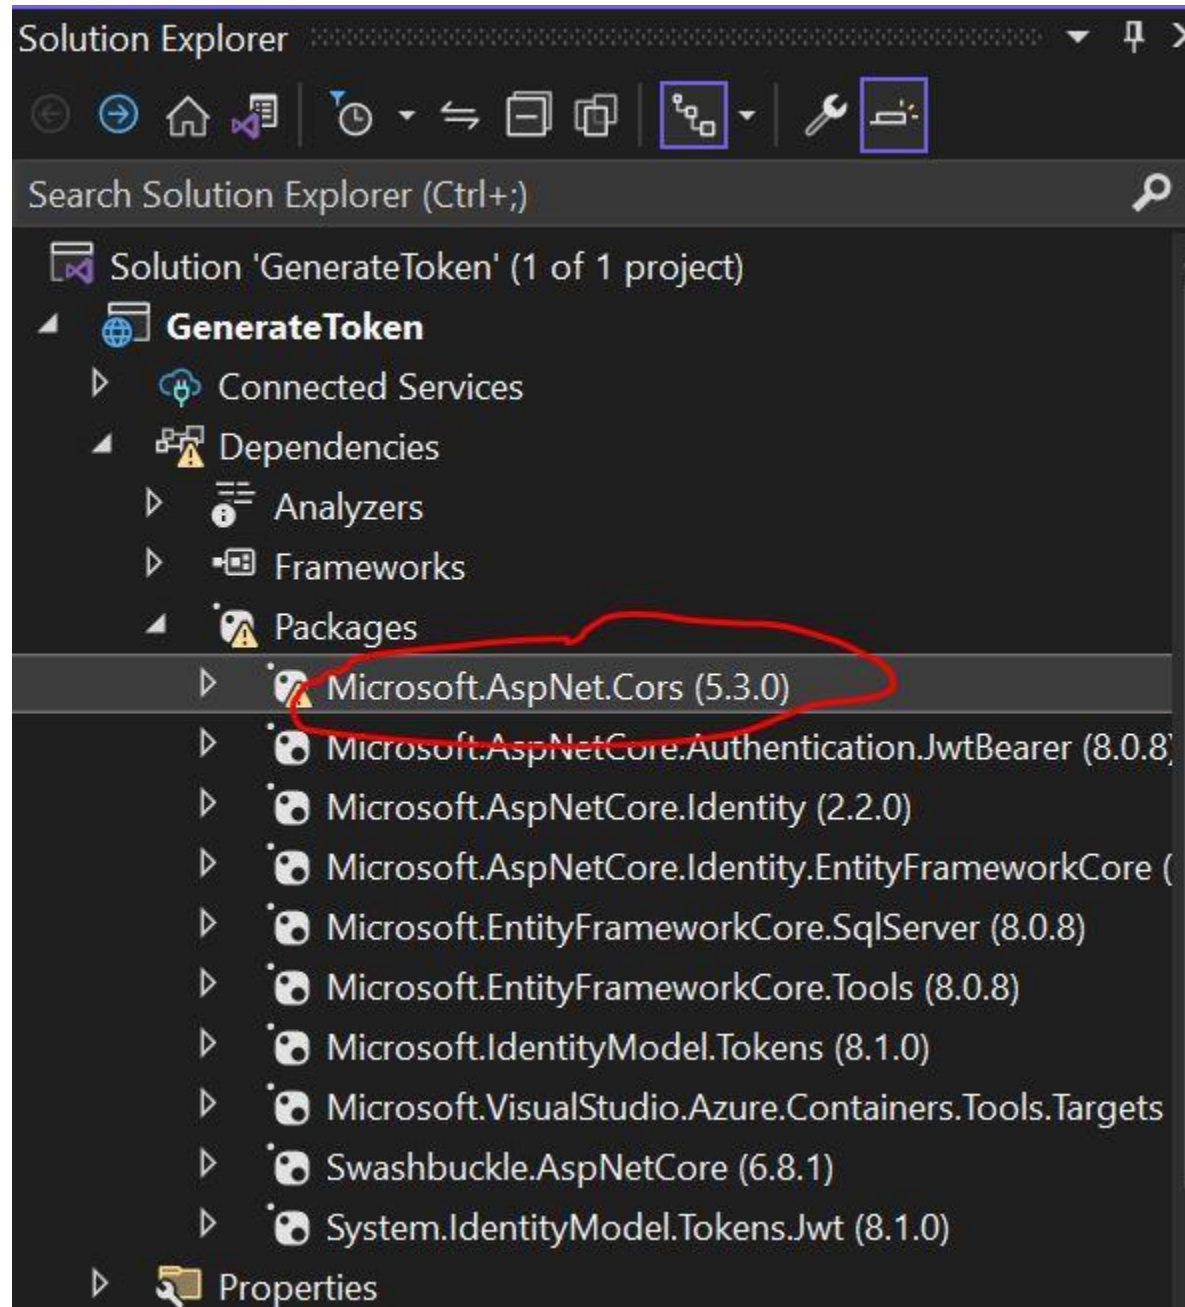 Solution Explorer
Search Solution Explorer (Ctrl+;)
Solution 'GenerateToken' (1 of 1 project)
GenerateToken
Connected Services
Dependencies
Analyzers
Frameworks
Packages
Microsoft.AspNet.Cors (5.3.0)
Microsoft.AspNetCore.Authentication.JwtBearer (8.0.8)
Microsoft.AspNetCore.Identity (2.2.0)
Microsoft.AspNetCore.Identity.EntityFrameworkCore (
Microsoft.EntityFrameworkCore.SqlServer (8.0.8)
Microsoft.EntityFrameworkCore.Tools (8.0.8)
Microsoft.IdentityModel.Tokens (8.1.0)
Microsoft.VisualStudio.Azure.Containers.Tools.Targets
Swashbuckle.AspNetCore (6.8.1)
System.IdentityModel.Tokens.Jwt (8.1.0)
Properties